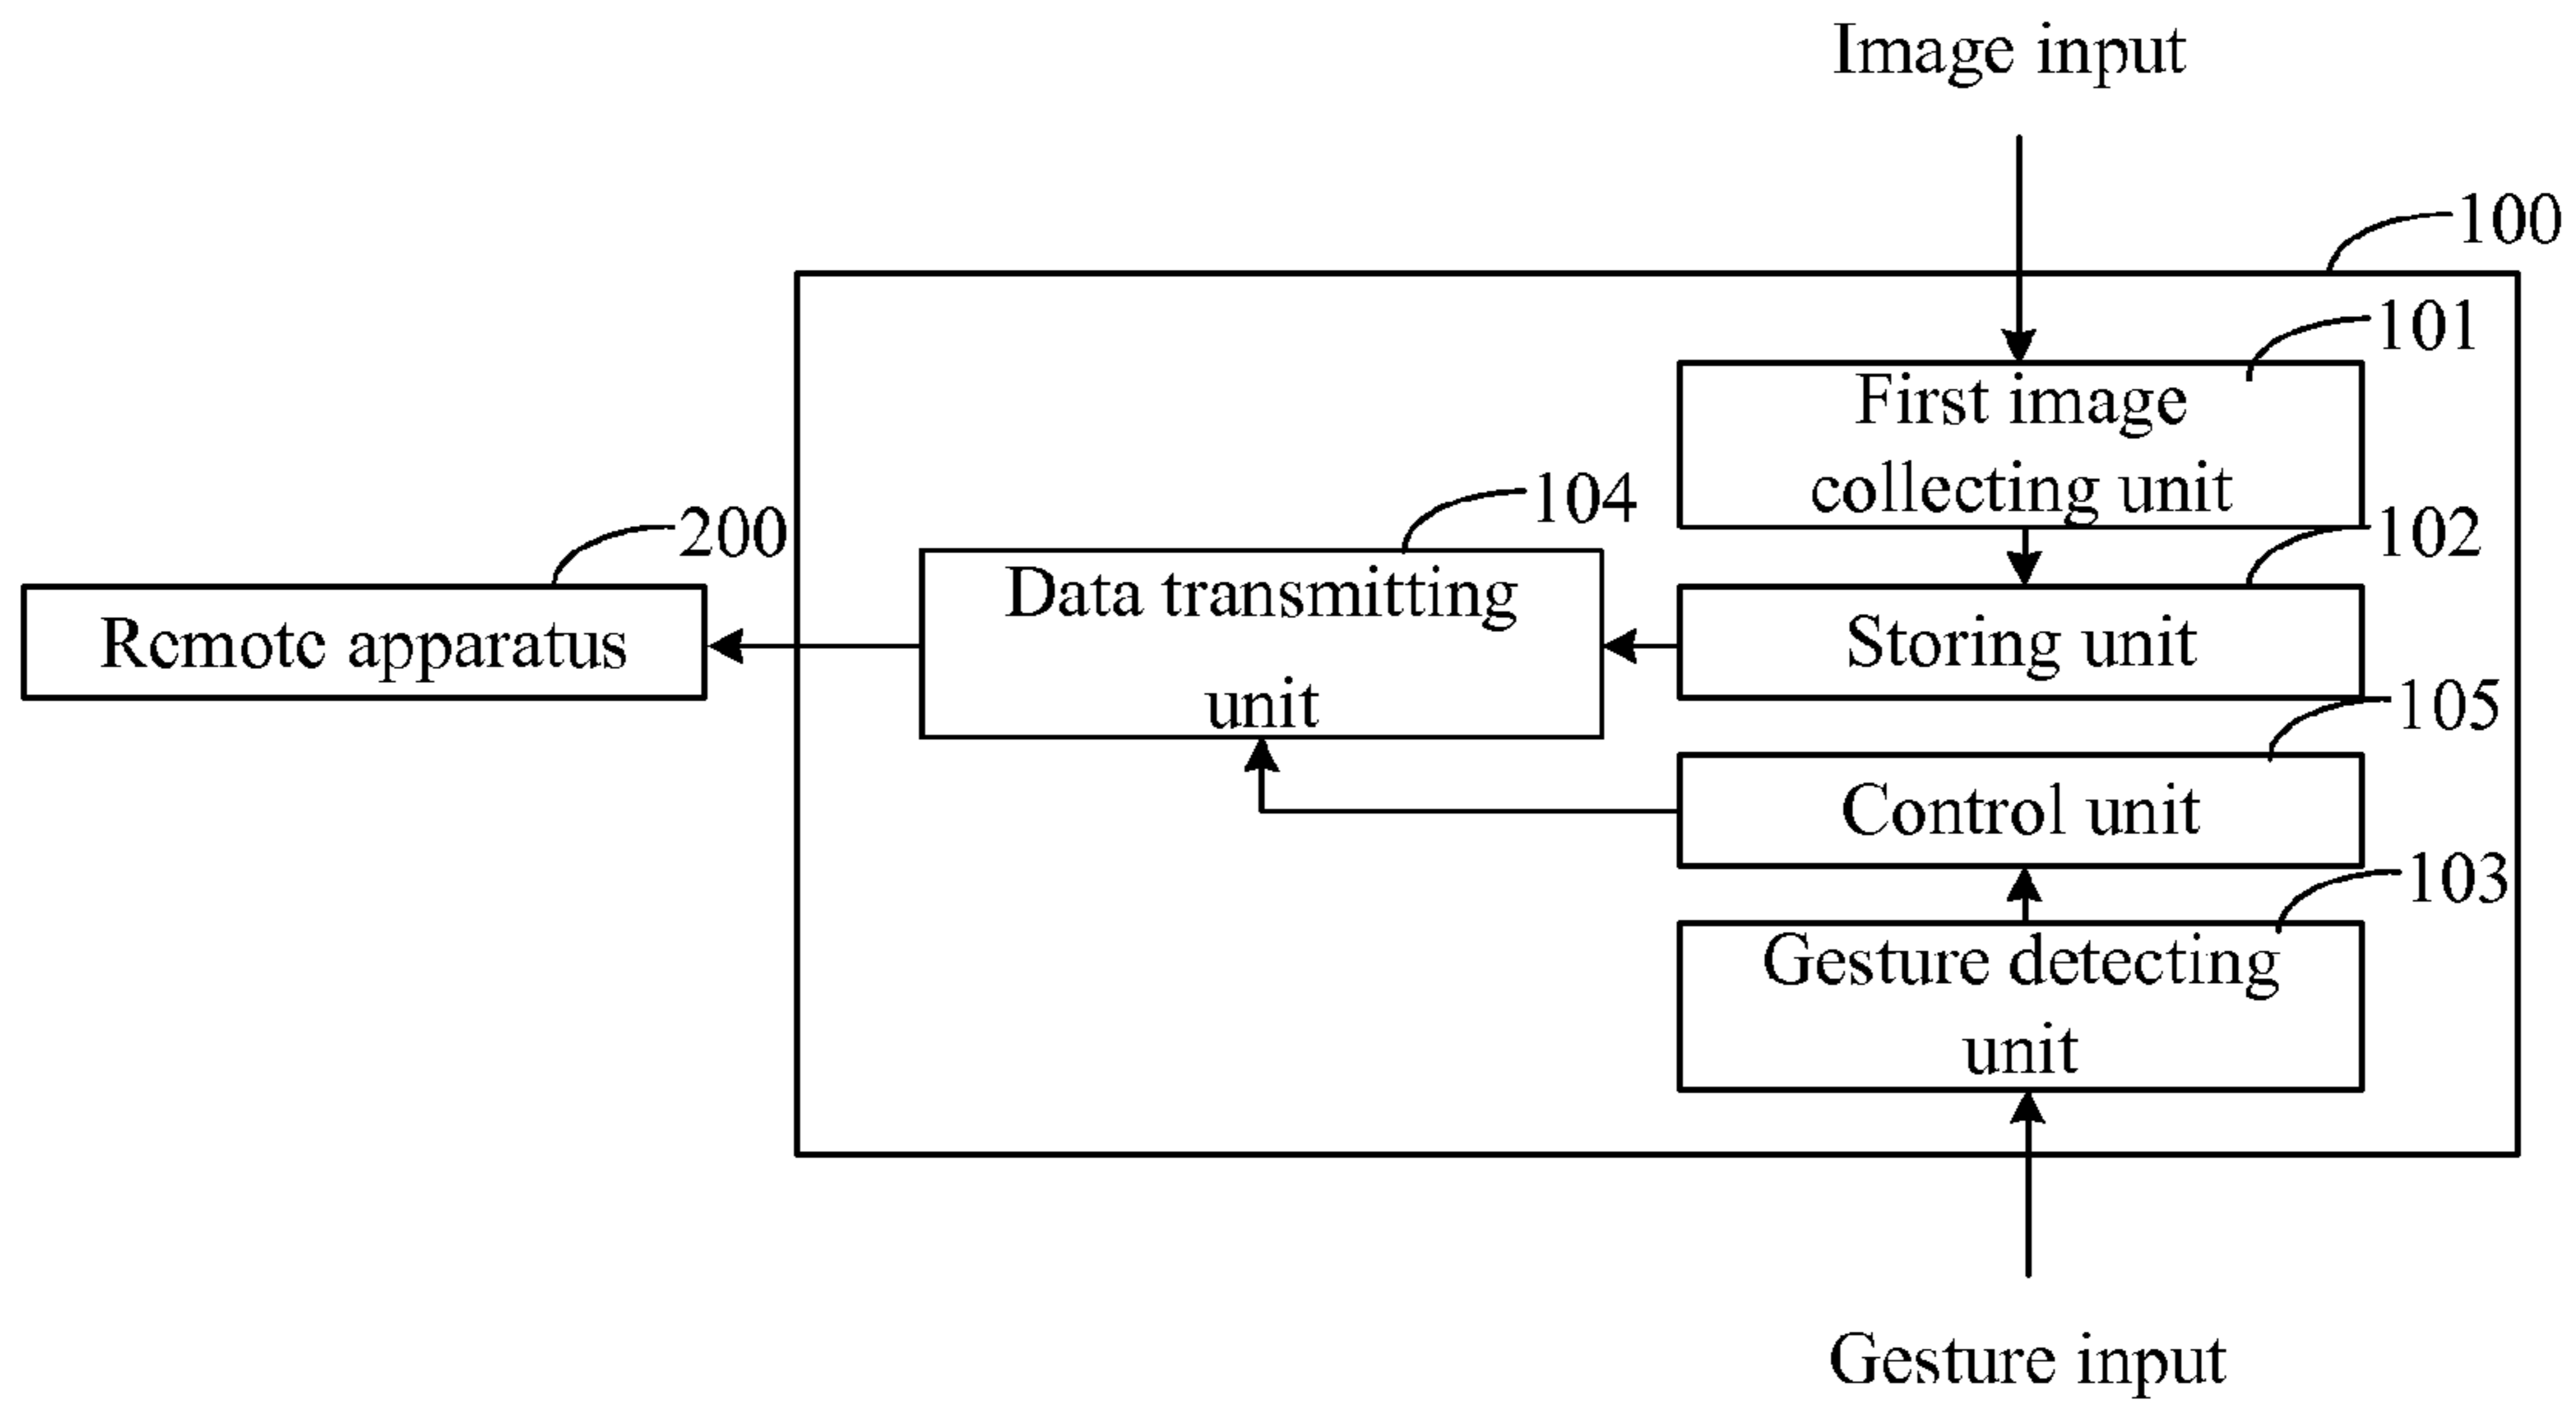 Image input
100
101
First image
collecting unit
104
200
102
Data transmitting
unit
Remote apparatus
Storing unit
105
Control unit
103
Gesture detecting
unit
Gesture input